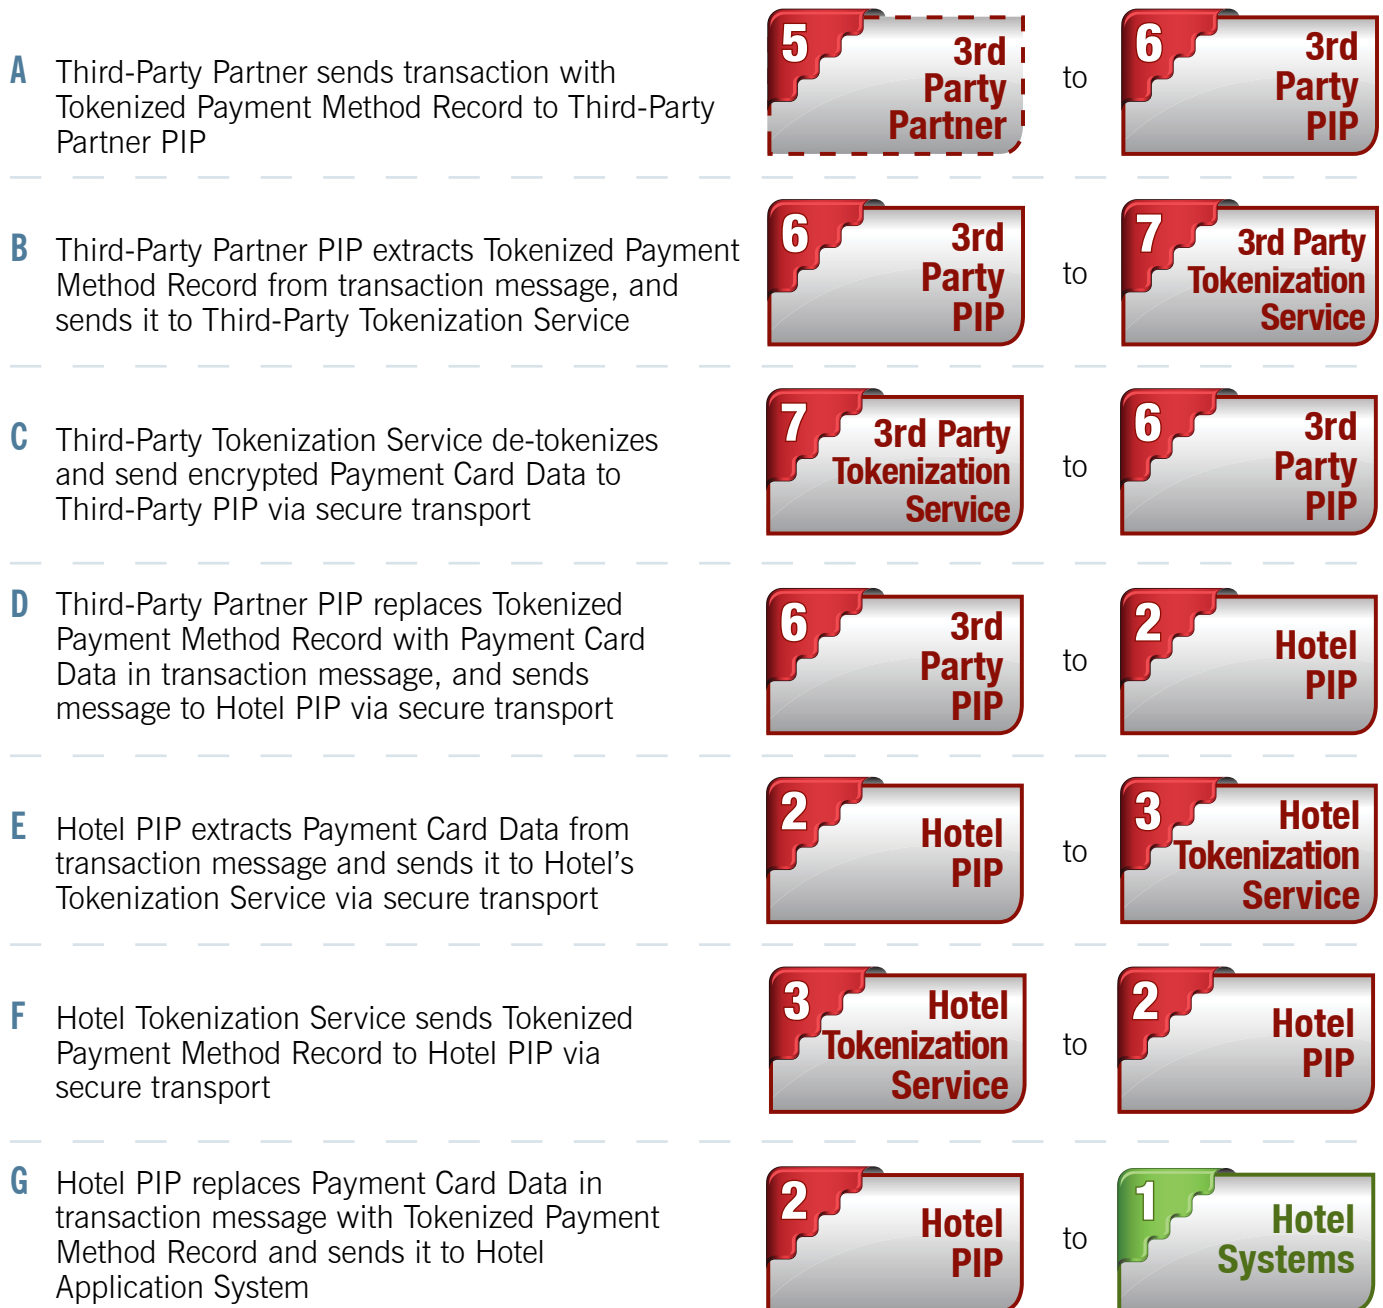 A
Third-Party Partner sends transaction with
Tokenized Payment Method Record to Third-Party
Partner PIP
5
3rd
Party
Partner
to
6
3rd
Party
PIP
B
Third-Party Partner PIP extracts Tokenized Payment
Method Record from transaction message, and
sends it to Third-Party Tokenization Service
6
3rd
Party
PIP
to
7
3rd Party
Tokenization
Service
C
Third-Party Tokenization Service de-tokenizes
and send encrypted Payment Card Data to
Third-Party PIP via secure transport
7
3rd Party
Tokenization
Service
to
6
3rd
Party
PIP
D
Third-Party Partner PIP replaces Tokenized
Payment Method Record with Payment Card
Data in transaction message, and sends
message to Hotel PIP via secure transport
6
3rd
Party
PIP
to
2
Hotel
PIP
E
Hotel PIP extracts Payment Card Data from
transaction message and sends it to Hotel’s
Tokenization Service via secure transport
2
Hotel
PIP
to
3
Hotel
Tokenization
Service
F
Hotel Tokenization Service sends Tokenized
Payment Method Record to Hotel PIP via
secure transport
3
Hotel
Tokenization
Service
to
2
Hotel
PIP
G
Hotel PIP replaces Payment Card Data in
transaction message with Tokenized Payment
Method Record and sends it to Hotel
Application System
2
Hotel
PIP
to
1
Hotel
Systems